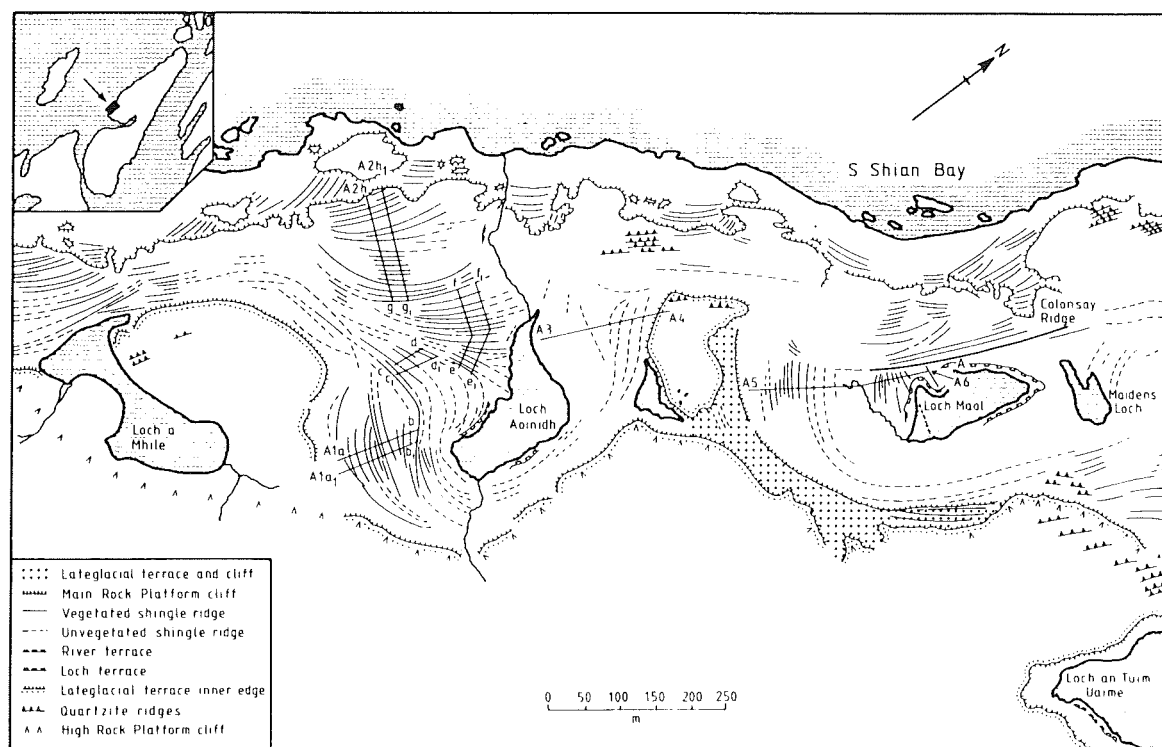 N
S Shian Bay
A2h₁
A2h
f f₁
g g₁
Colonsay
Ridge
A3
A4
d
d₁
c₁
e
e₁
A5
A
A6
Loch Maol
Maidens
Loch
Loch
Aoinidh
Loch a
Mhile
b
b₁
A1a
A1a₁
Lateglacial terrace and cliff
Main Rock Platform cliff
Vegetated shingle ridge
Unvegetated shingle ridge
River terrace
Loch terrace
Lateglacial terrace inner edge
Quartzite ridges
High Rock Platform cliff
0 50 100 150 200 250
m
Loch an Tuim
Uaime